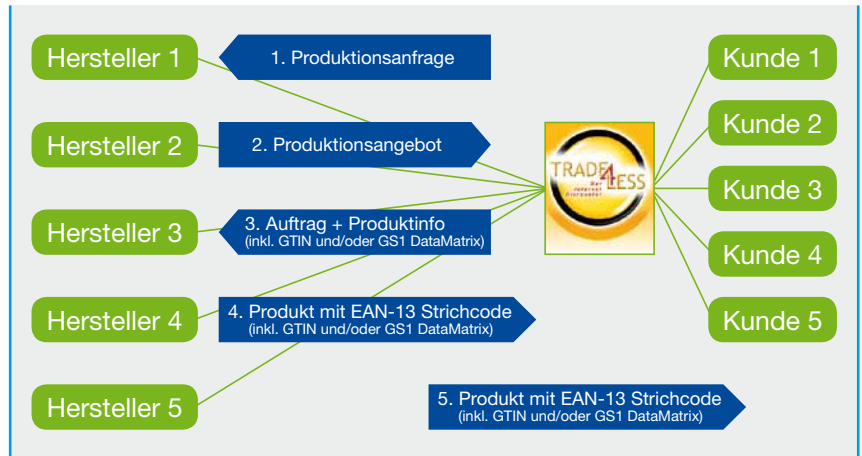 Hersteller 1
1. Produktionsanfrage
Kunde 1
Hersteller 2
2. Produktionsangebot
Kunde 2
TRADE4LESS
Der
Internet
Discounter
Hersteller 3
3. Auftrag + Produktinfo
(inkl. GTIN und/oder GS1 DataMatrix)
Kunde 3
Kunde 4
Hersteller 4
4. Produkt mit EAN-13 Strichcode
(inkl. GTIN und/oder GS1 DataMatrix)
Kunde 5
Hersteller 5
5. Produkt mit EAN-13 Strichcode
(inkl. GTIN und/oder GS1 DataMatrix)